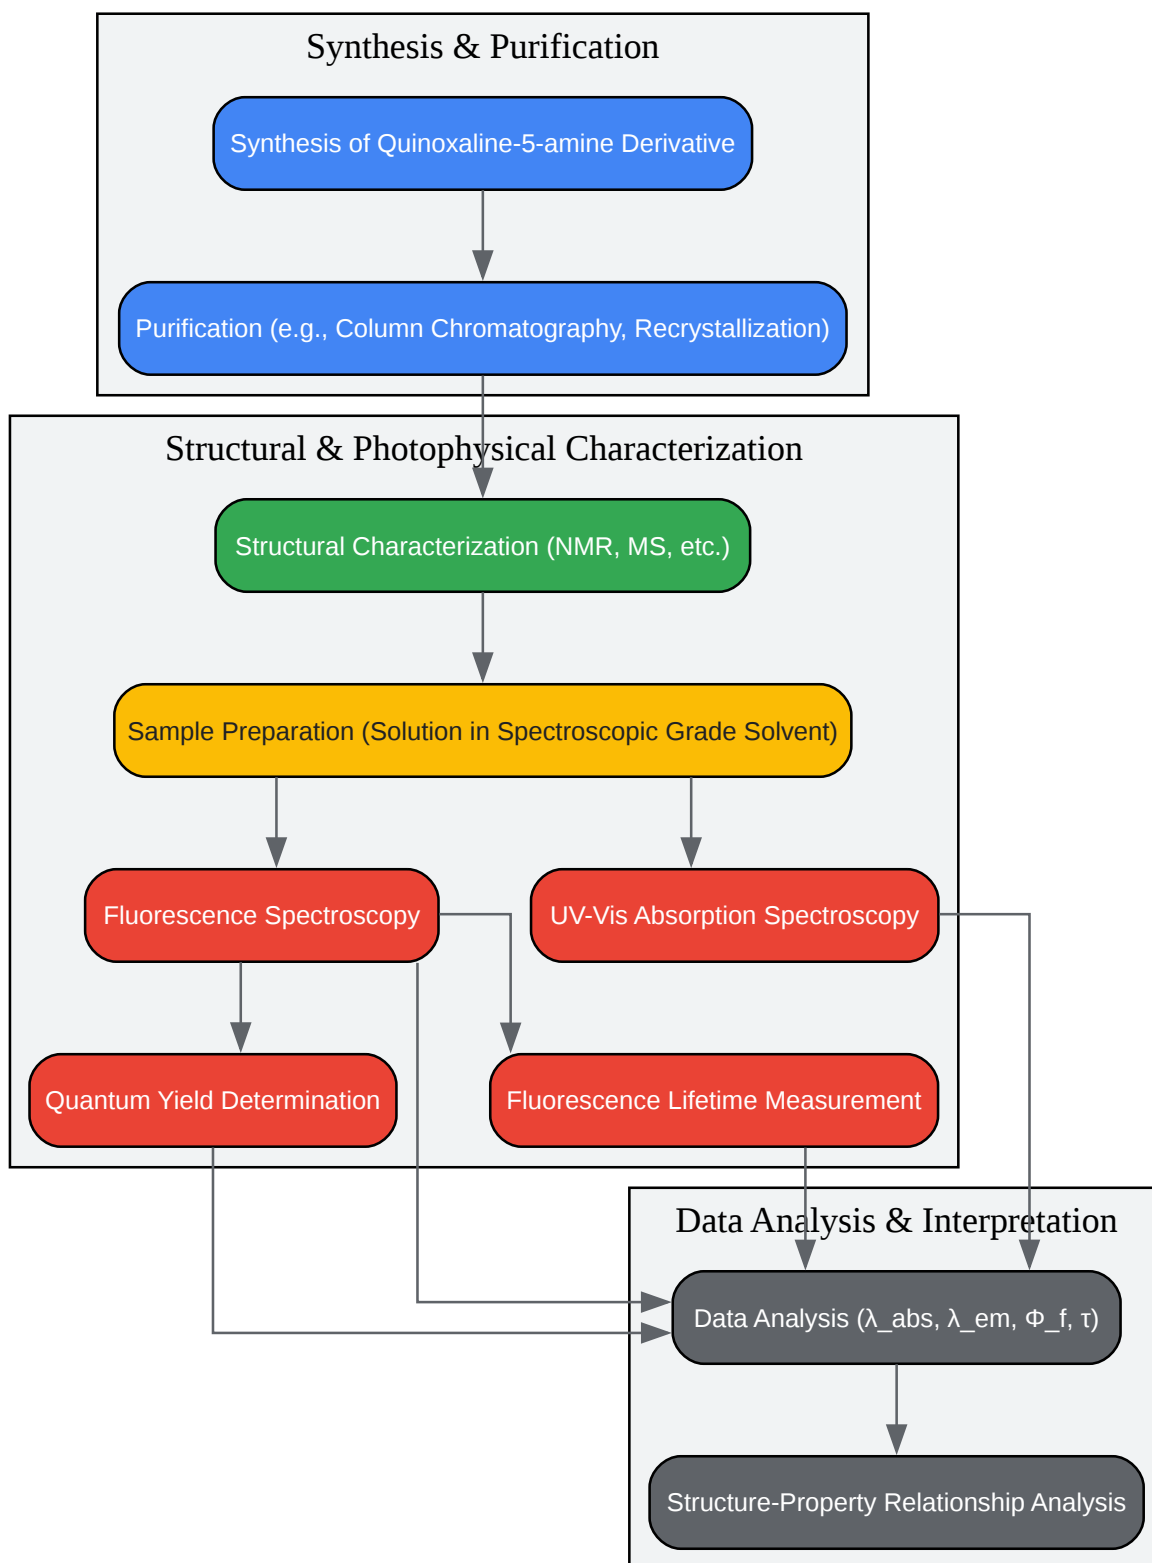 Synthesis & Purification
Synthesis of Quinoxaline-5-amine Derivative
Purification (e.g., Column Chromatography, Recrystallization)
Structural & Photophysical Characterization
Structural Characterization (NMR, MS, etc.)
Sample Preparation (Solution in Spectroscopic Grade Solvent)
Fluorescence Spectroscopy
UV-Vis Absorption Spectroscopy
Quantum Yield Determination
Fluorescence Lifetime Measurement
Data Analysis & Interpretation
Data Analysis (λ_abs, λ_em, Φ_f, τ)
Structure-Property Relationship Analysis